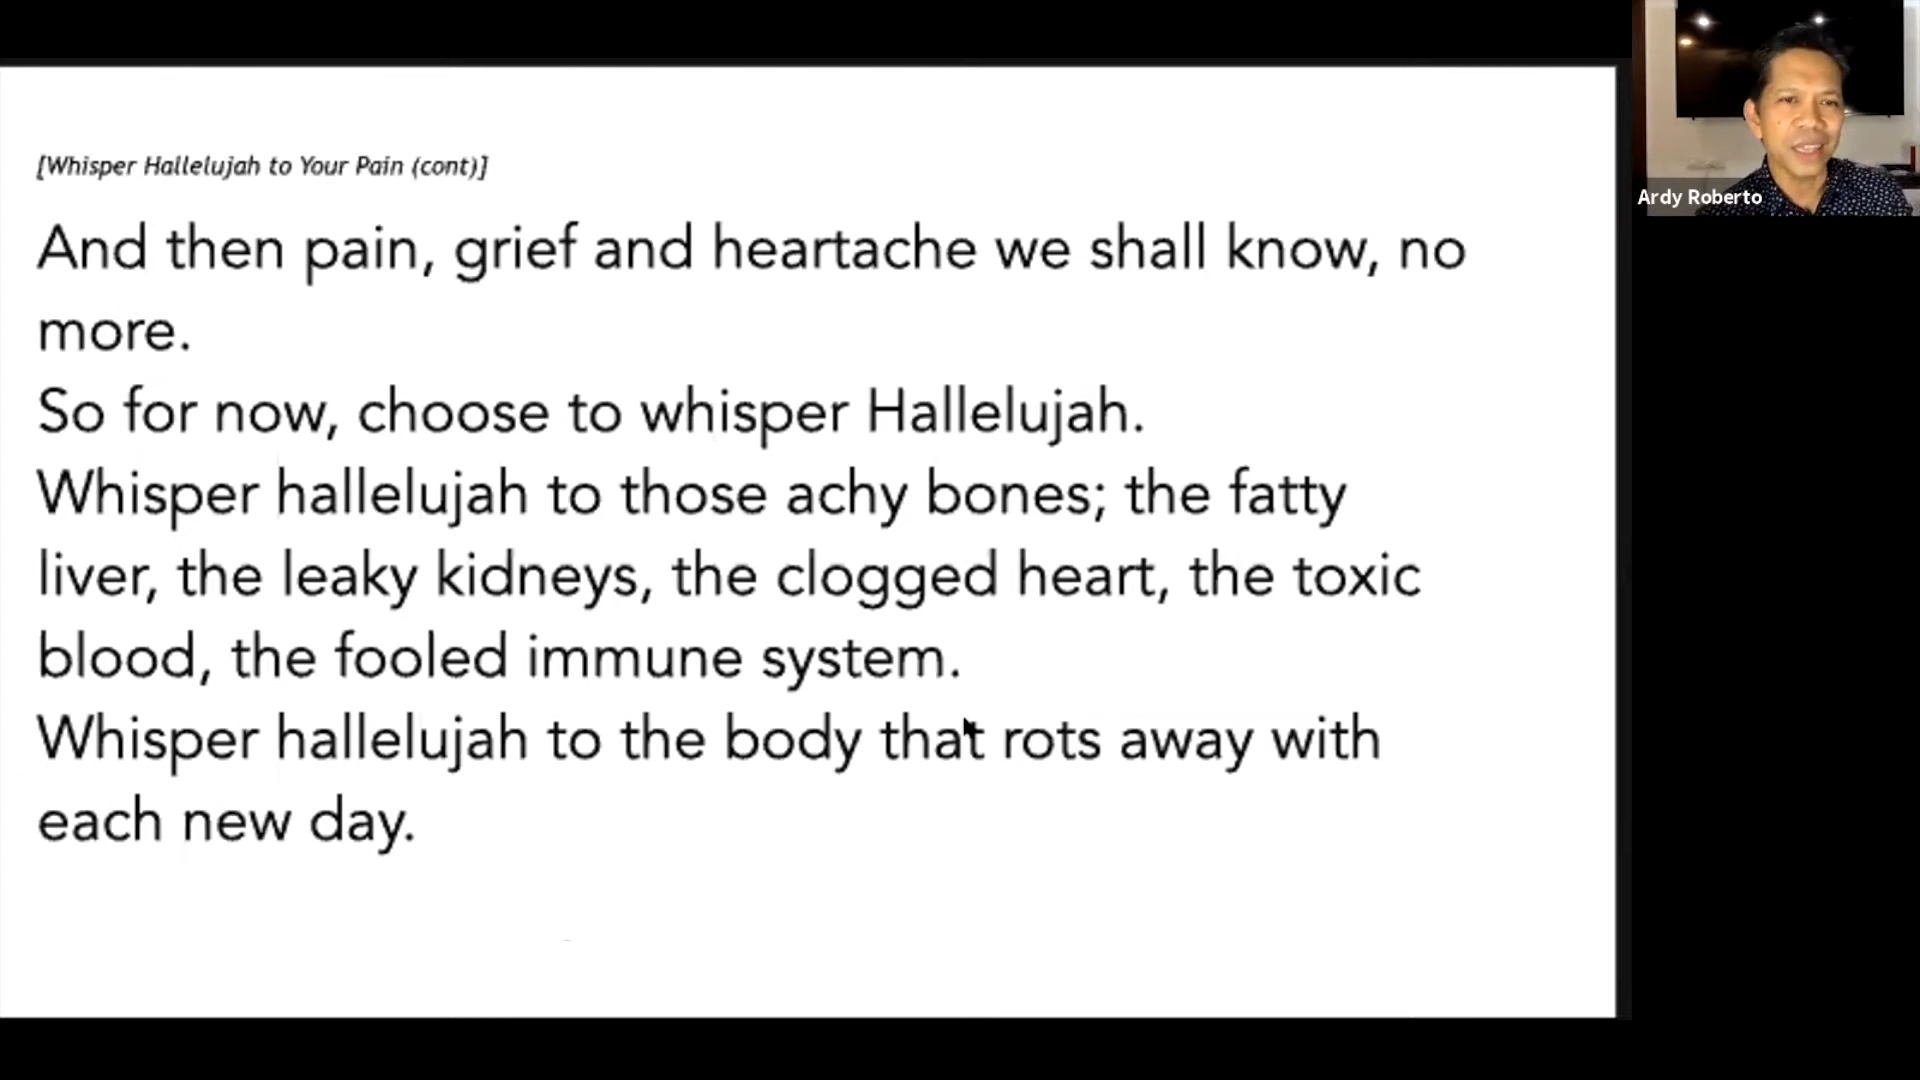 [Whisper Hallelujah to Your Pain (cont)]
And then pain, grief and heartache we shall know, no
more.
So for now, choose to whisper Hallelujah.
Whisper hallelujah to those achy bones; the fatty
liver, the leaky kidneys, the clogged heart, the toxic
blood, the fooled immune system.
Whisper hallelujah to the body that rots away with
each new day.
Ardy Roberto